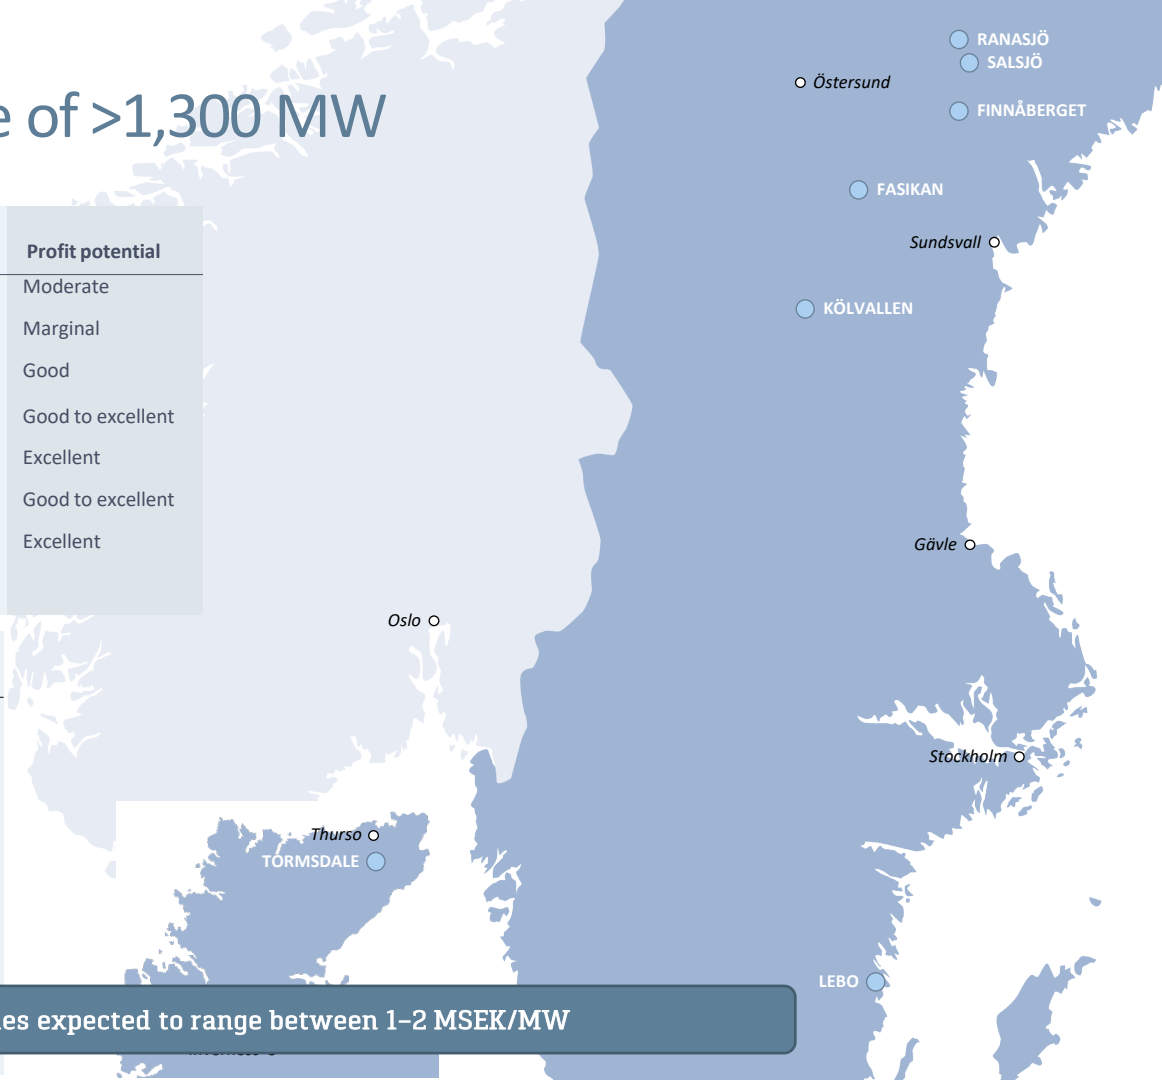 e of >1,300 MW
Profit potential
Moderate
Marginal
Good
Good to excellent
Excellent
Good to excellent
Excellent
RANASJÖ
SALSJÖ
Östersund
FINNÅBERGET
FASIKAN
Sundsvall
KÖLVALLEN
Gävle
Oslo
Stockholm
Thurso
TORMSDALE
LEBO
es expected to range between 1–2 MSEK/MW